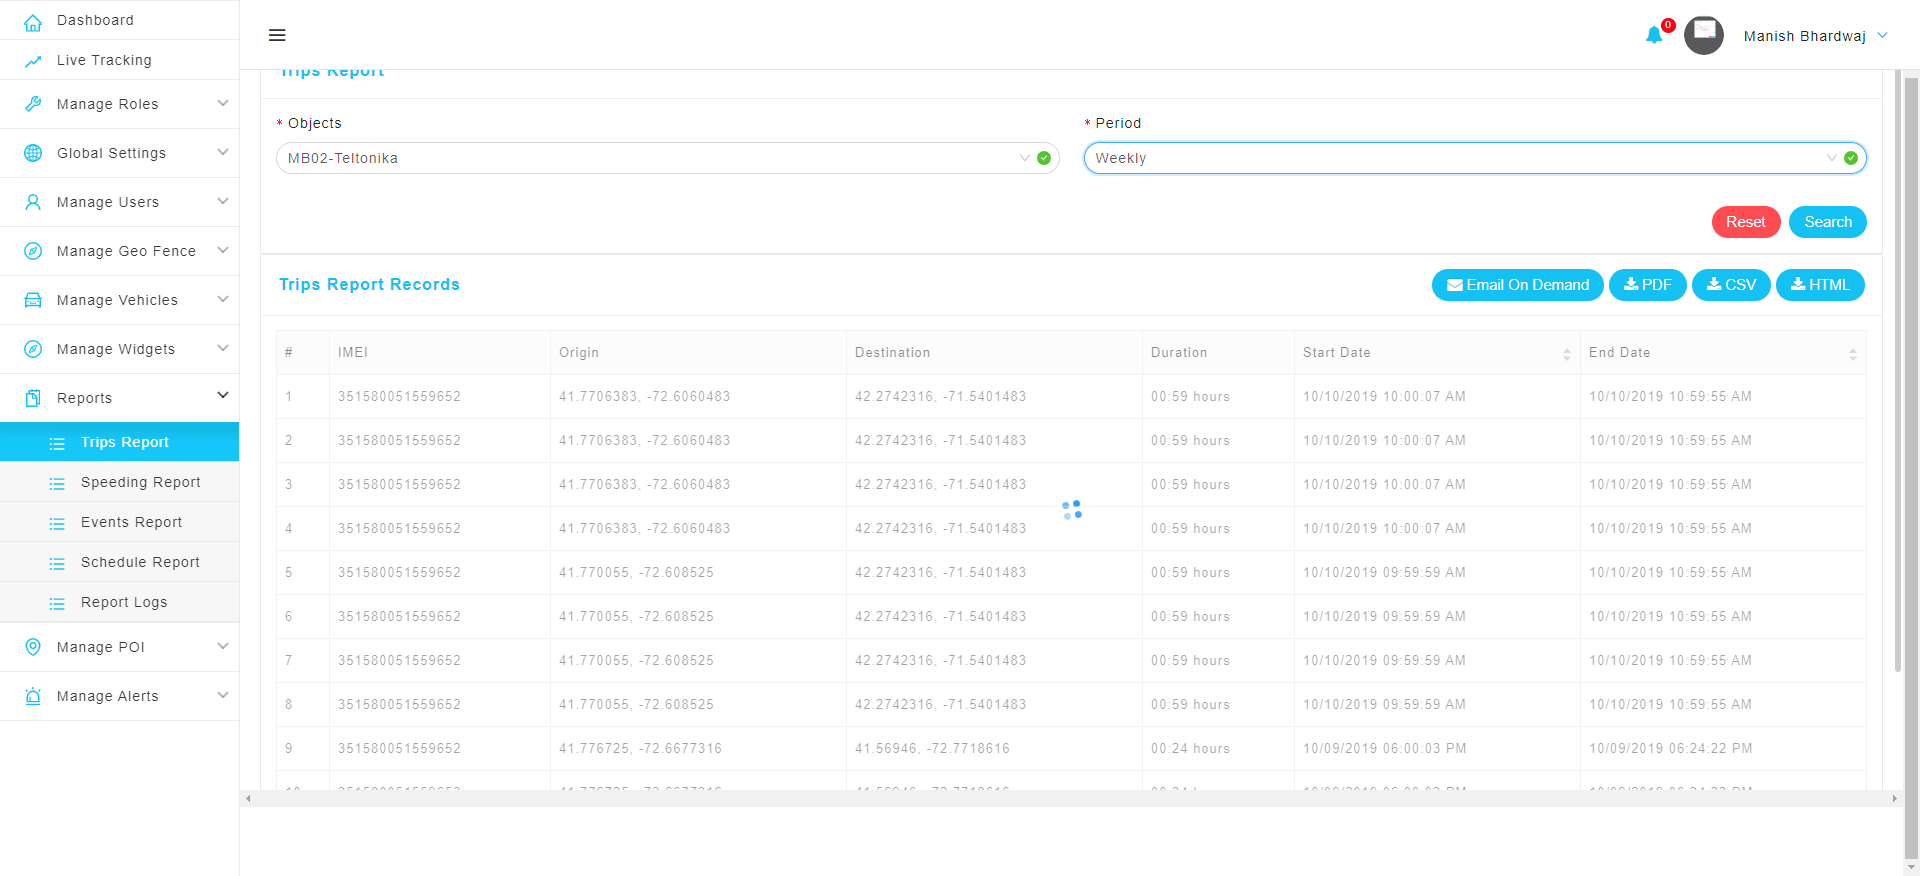 Dashboard
Live Tracking
Manage Roles
Global Settings
Manage Users
Manage Geo Fence
Manage Vehicles
Manage Widgets
Reports
Trips Report
Speeding Report
Events Report
Schedule Report
Report Logs
Manage POI
Manage Alerts
0
Manish Bhardwaj
Trips Report
* Objects
* Period
MB02-Teltonika
Weekly
Reset
Search
Trips Report Records
Email On Demand
PDF
CSV
HTML
# IMEI Origin Destination Duration Start Date End Date
1 351580051559652 41.7706383, -72.6060483 42.2742316, -71.5401483 00:59 hours 10/10/2019 10:00:07 AM 10/10/2019 10:59:55 AM
2 351580051559652 41.7706383, -72.6060483 42.2742316, -71.5401483 00:59 hours 10/10/2019 10:00:07 AM 10/10/2019 10:59:55 AM
3 351580051559652 41.7706383, -72.6060483 42.2742316, -71.5401483 00:59 hours 10/10/2019 10:00:07 AM 10/10/2019 10:59:55 AM
4 351580051559652 41.7706383, -72.6060483 42.2742316, -71.5401483 00:59 hours 10/10/2019 10:00:07 AM 10/10/2019 10:59:55 AM
5 351580051559652 41.770055, -72.608525 42.2742316, -71.5401483 00:59 hours 10/10/2019 09:59:59 AM 10/10/2019 10:59:55 AM
6 351580051559652 41.770055, -72.608525 42.2742316, -71.5401483 00:59 hours 10/10/2019 09:59:59 AM 10/10/2019 10:59:55 AM
7 351580051559652 41.770055, -72.608525 42.2742316, -71.5401483 00:59 hours 10/10/2019 09:59:59 AM 10/10/2019 10:59:55 AM
8 351580051559652 41.770055, -72.608525 42.2742316, -71.5401483 00:59 hours 10/10/2019 09:59:59 AM 10/10/2019 10:59:55 AM
9 351580051559652 41.776725, -72.6677316 41.56946, -72.7718616 00:24 hours 10/09/2019 06:00:03 PM 10/09/2019 06:24:22 PM